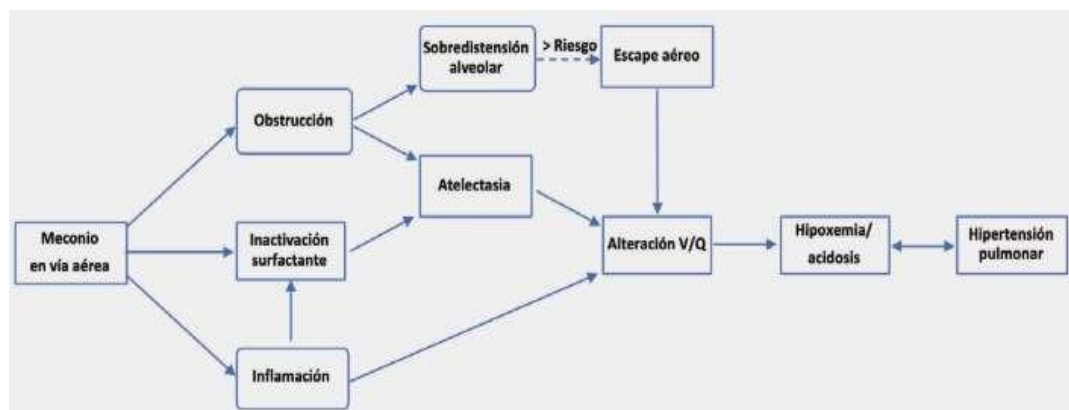 Sobredistensión
alveolar
> Riesgo
Escape aéreo
Obstrucción
Atelectasia
Meconio
en vía aérea
Inactivación
surfactante
Alteración V/Q
Hipoxemia/
acidosis
Hipertensión
pulmonar
Inflamación